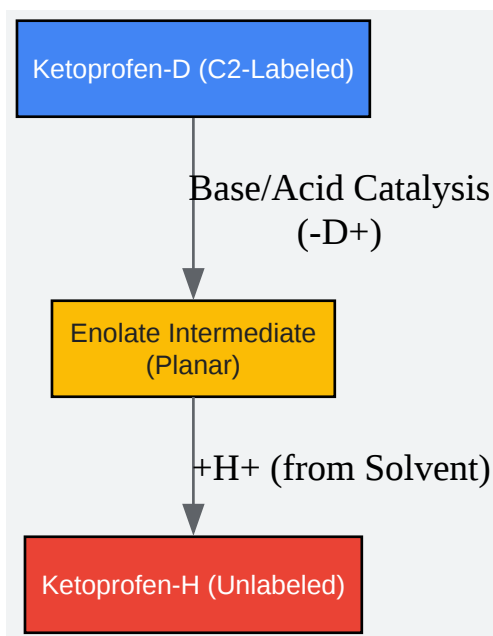 Ketoprofen-D (C2-Labeled)
Base/Acid Catalysis
(-D+)
Enolate Intermediate
(Planar)
+H+ (from Solvent)
Ketoprofen-H (Unlabeled)